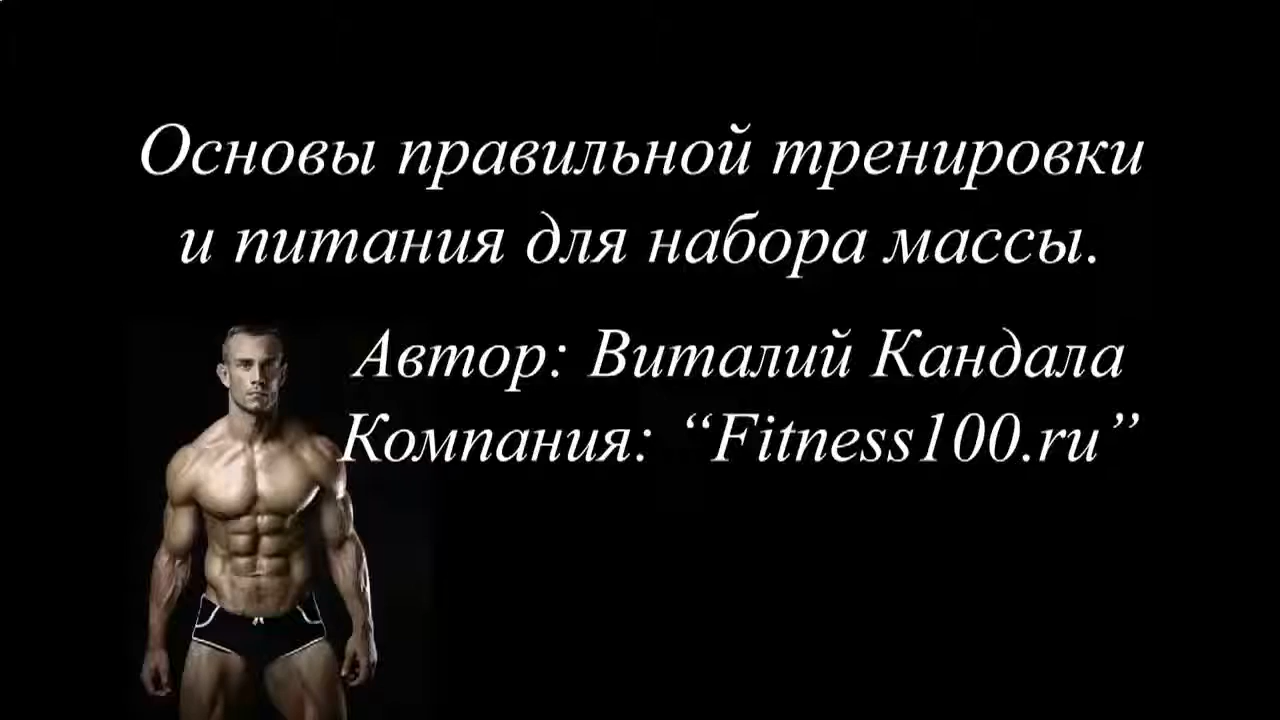 Основы правильной тренировки
и питания для набора массы.
Автор: Виталий Кандала
Компания: “Fitness100.ru”